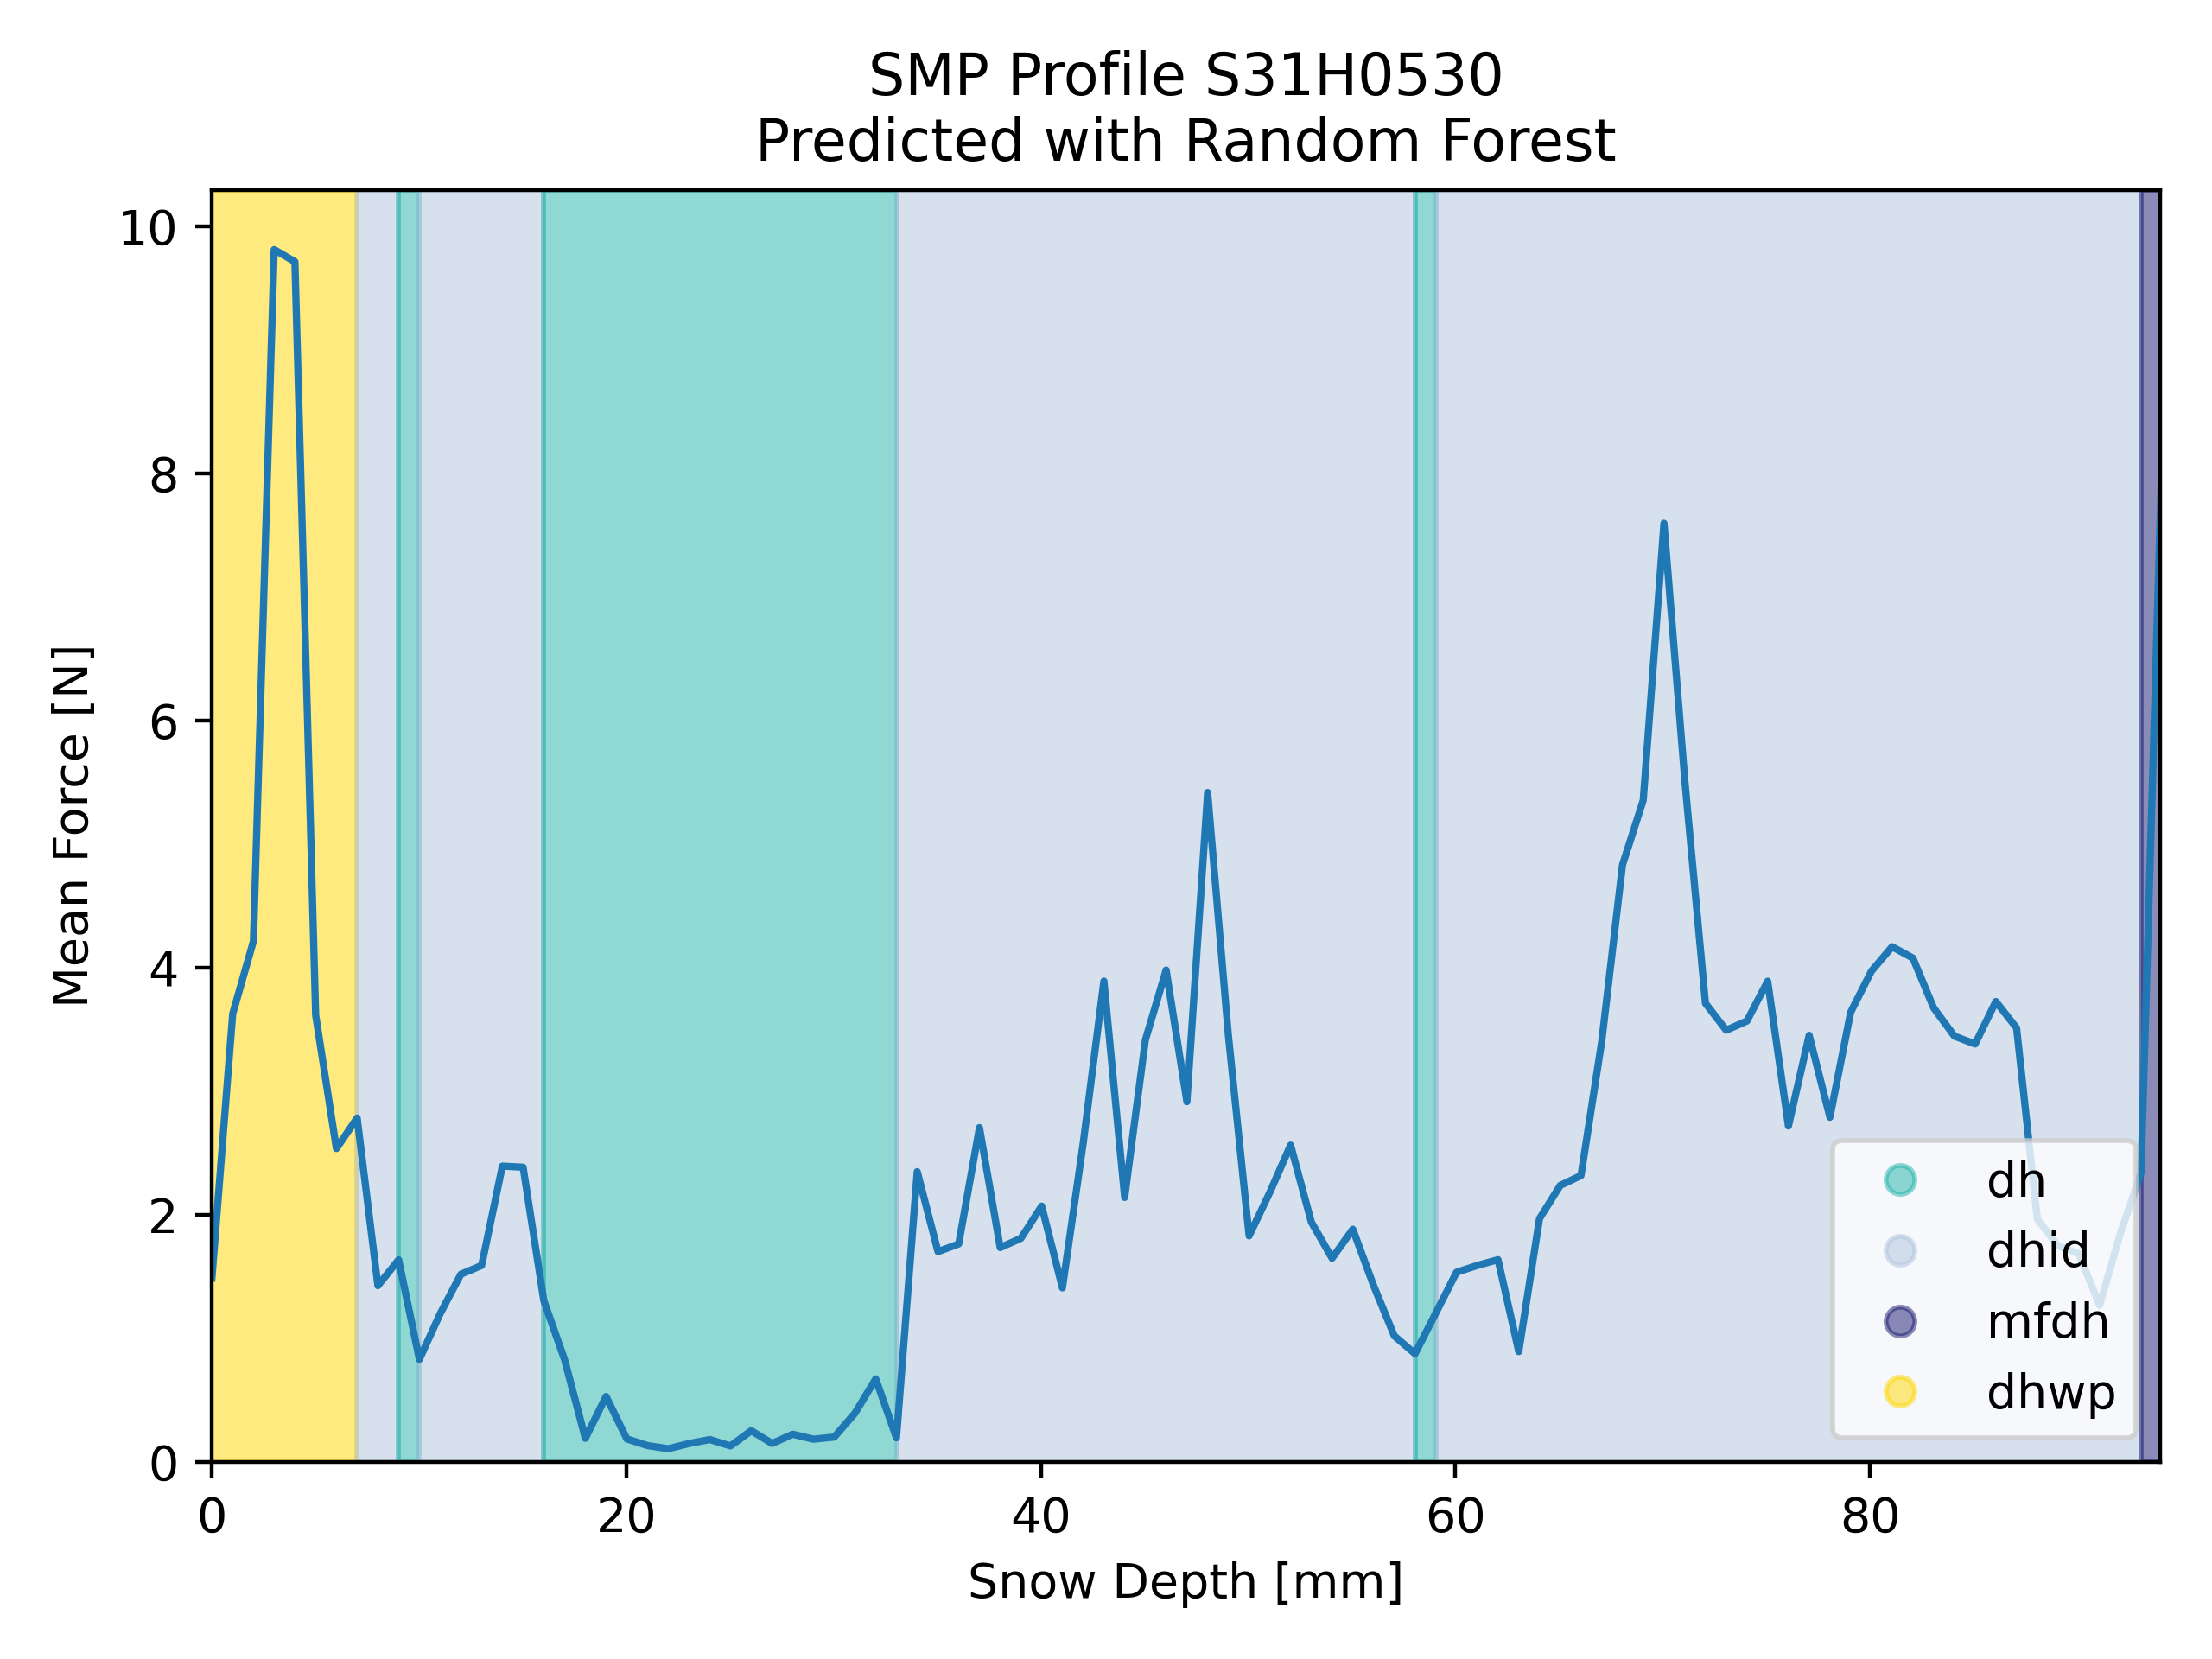 SMP Profile S31H0530
Predicted with Random Forest
10
8
6
4
2
0
Mean Force [N]
0 20 40 60 80
Snow Depth [mm]
dh
dhid
mfdh
dhwp